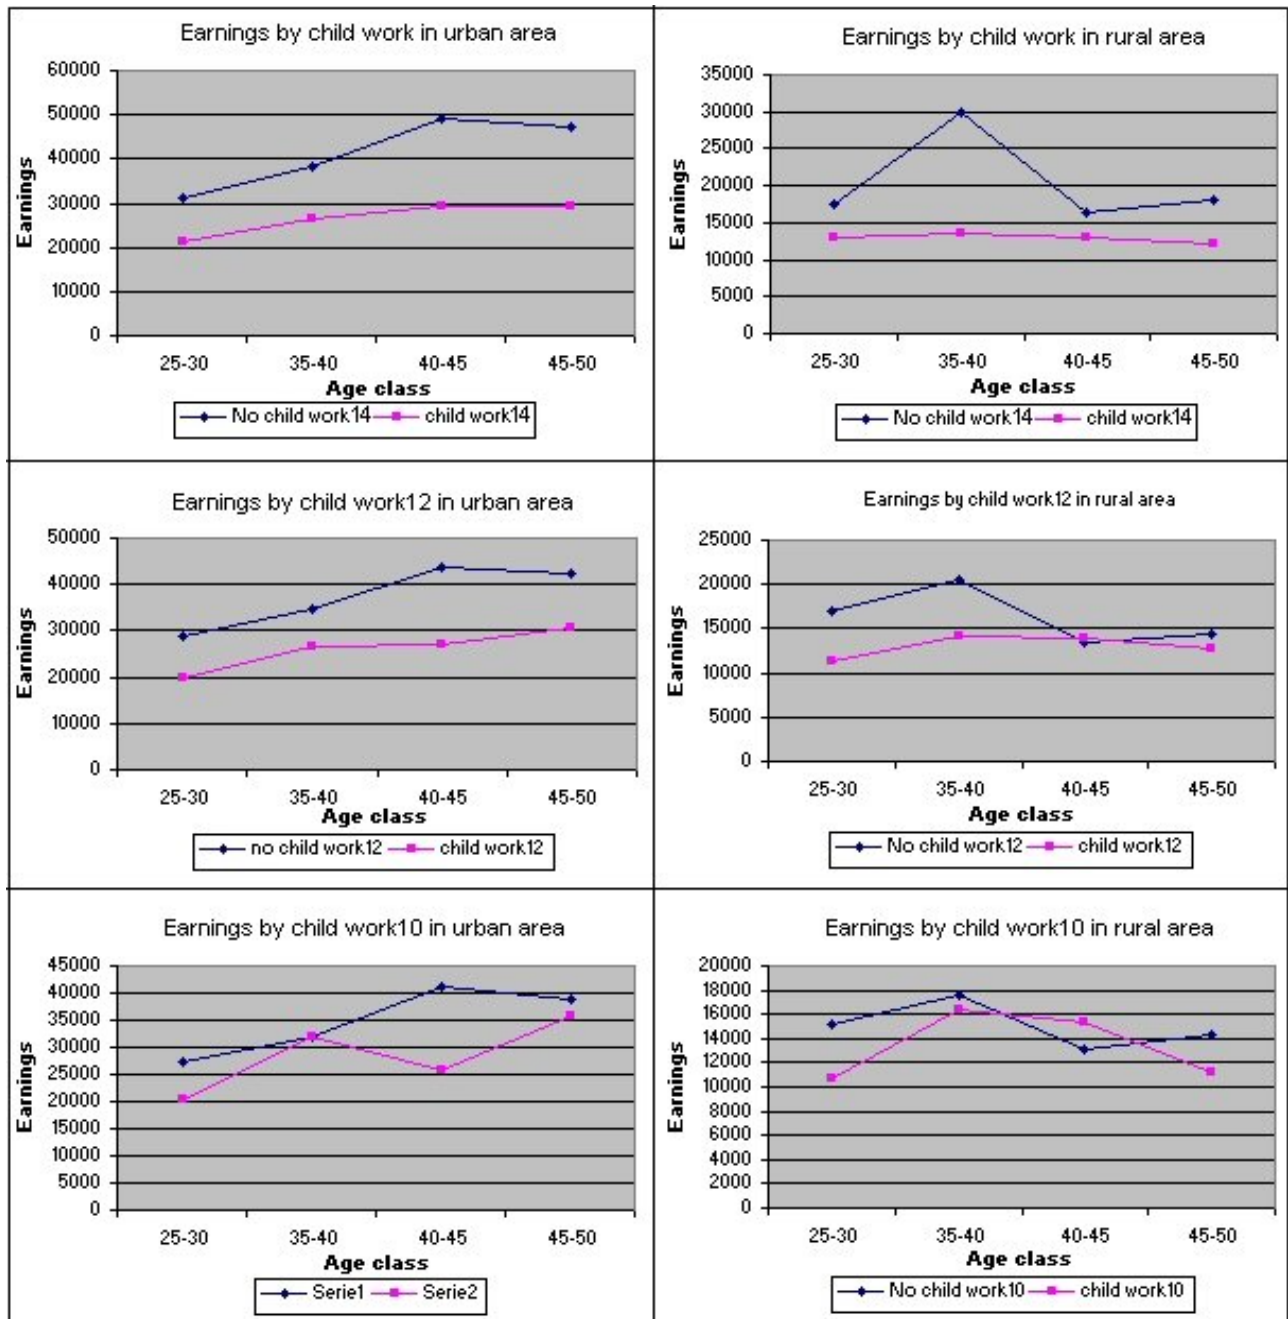 Earnings by child work in urban area
60000
50000
40000
30000
20000
10000
0
Earnings
25-30 35-40 40-45 45-50
Age class
No child work14 child work14
Earnings by child work in rural area
35000
30000
25000
20000
15000
10000
5000
0
Earnings
25-30 35-40 40-45 45-50
Age class
No child work14 child work14
Earnings by child work12 in urban area
50000
40000
30000
20000
10000
0
Earnings
25-30 35-40 40-45 45-50
Age class
no child work12 child work12
Earnings by child work12 in rural area
25000
20000
15000
10000
5000
0
Earnings
25-30 35-40 40-45 45-50
Age class
No child work12 child work12
Earnings by child work10 in urban area
45000
40000
35000
30000
25000
20000
15000
10000
5000
0
Earnings
25-30 35-40 40-45 45-50
Age class
Serie1 Serie2
Earnings by child work10 in rural area
20000
18000
16000
14000
12000
10000
8000
6000
4000
2000
0
Earnings
25-30 35-40 40-45 45-50
Age class
No child work10 child work10